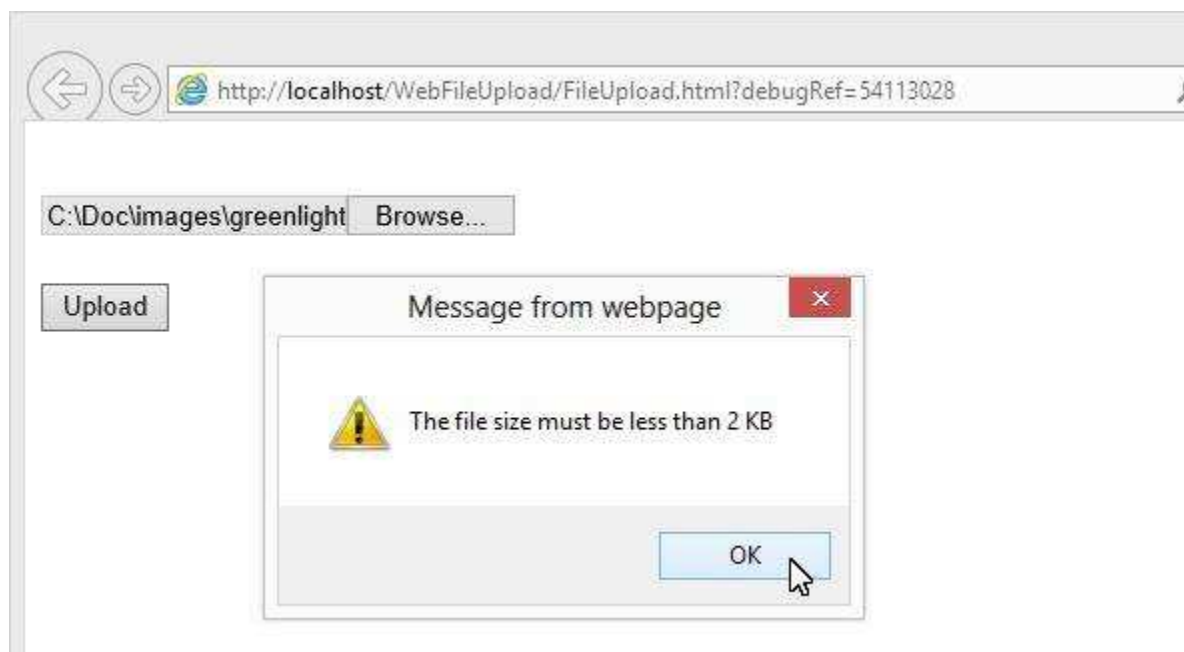 http://localhost/WebFileUpload/FileUpload.html?debugRef=54113028
C:\Doc\images\greenlight Browse...
Upload
Message from webpage
The file size must be less than 2 KB
OK